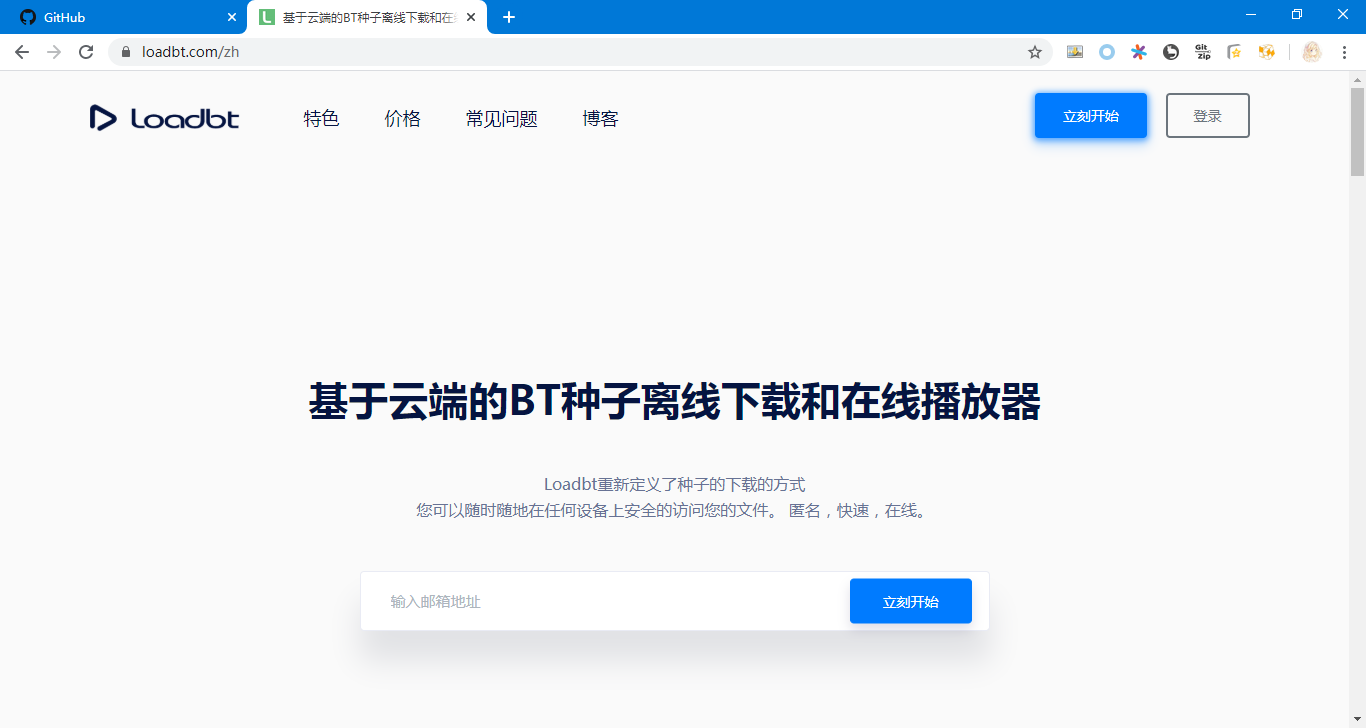 GitHub
基于云端的BT种子离线下载和在
loadbt.com/zh
Git
zip
Loadbt
特色
价格
常见问题
博客
立刻开始
登录
基于云端的BT种子离线下载和在线播放器
Loadbt重新定义了种子的下载的方式
您可以随时随地在任何设备上安全的访问您的文件。 匿名，快速，在线。
输入邮箱地址
立刻开始